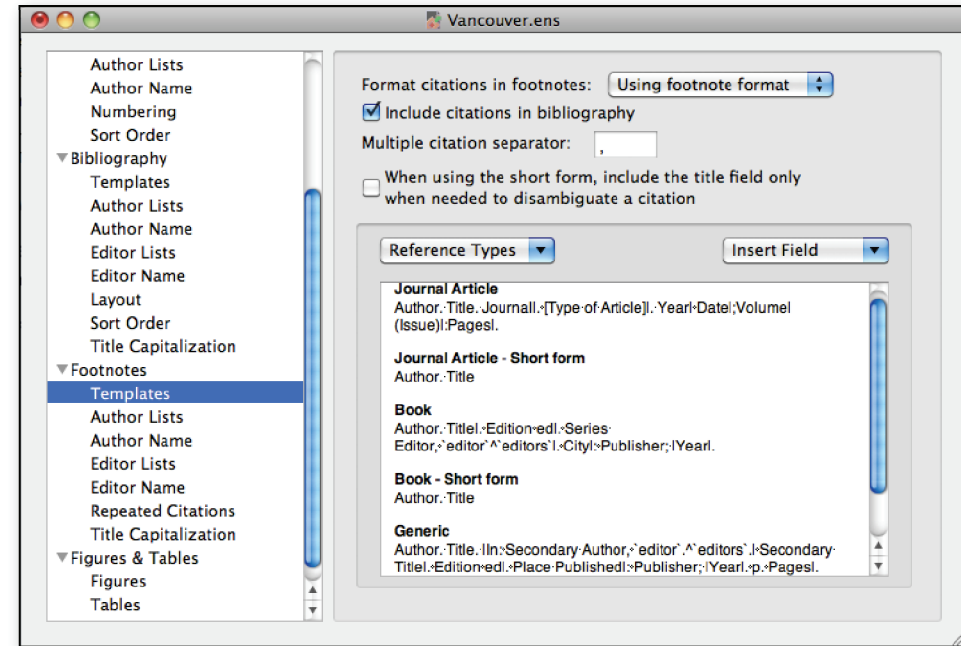 Vancouver.ens
Author Lists
Author Name
Numbering
Sort Order
Bibliography
Templates
Author Lists
Author Name
Editor Lists
Editor Name
Layout
Sort Order
Title Capitalization
Footnotes
Templates
Author Lists
Author Name
Editor Lists
Editor Name
Repeated Citations
Title Capitalization
Figures & Tables
Figures
Tables
Format citations in footnotes: Using footnote format
Include citations in bibliography
Multiple citation separator: ,
When using the short form, include the title field only
when needed to disambiguate a citation
Reference Types Insert Field
Journal Article
Author.·Title.·Journal|.◦[Type·of·Article]|.·Year|◦Date|;Volume|
(Issue)|:Pages|.
Journal Article - Short form
Author.·Title
Book
Author.·Title|.◦Edition◦ed|.◦Series·
Editor,◦`editor`^`editors`|.◦City|:◦Publisher;·|Year|.
Book - Short form
Author.·Title
Generic
Author.·Title.·|In:◦Secondary·Author,◦`editor`.^`editors`.|◦Secondary·
Title|.◦Edition◦ed|.◦Place·Published|:◦Publisher;·|Year|.◦p.◦Pages|.